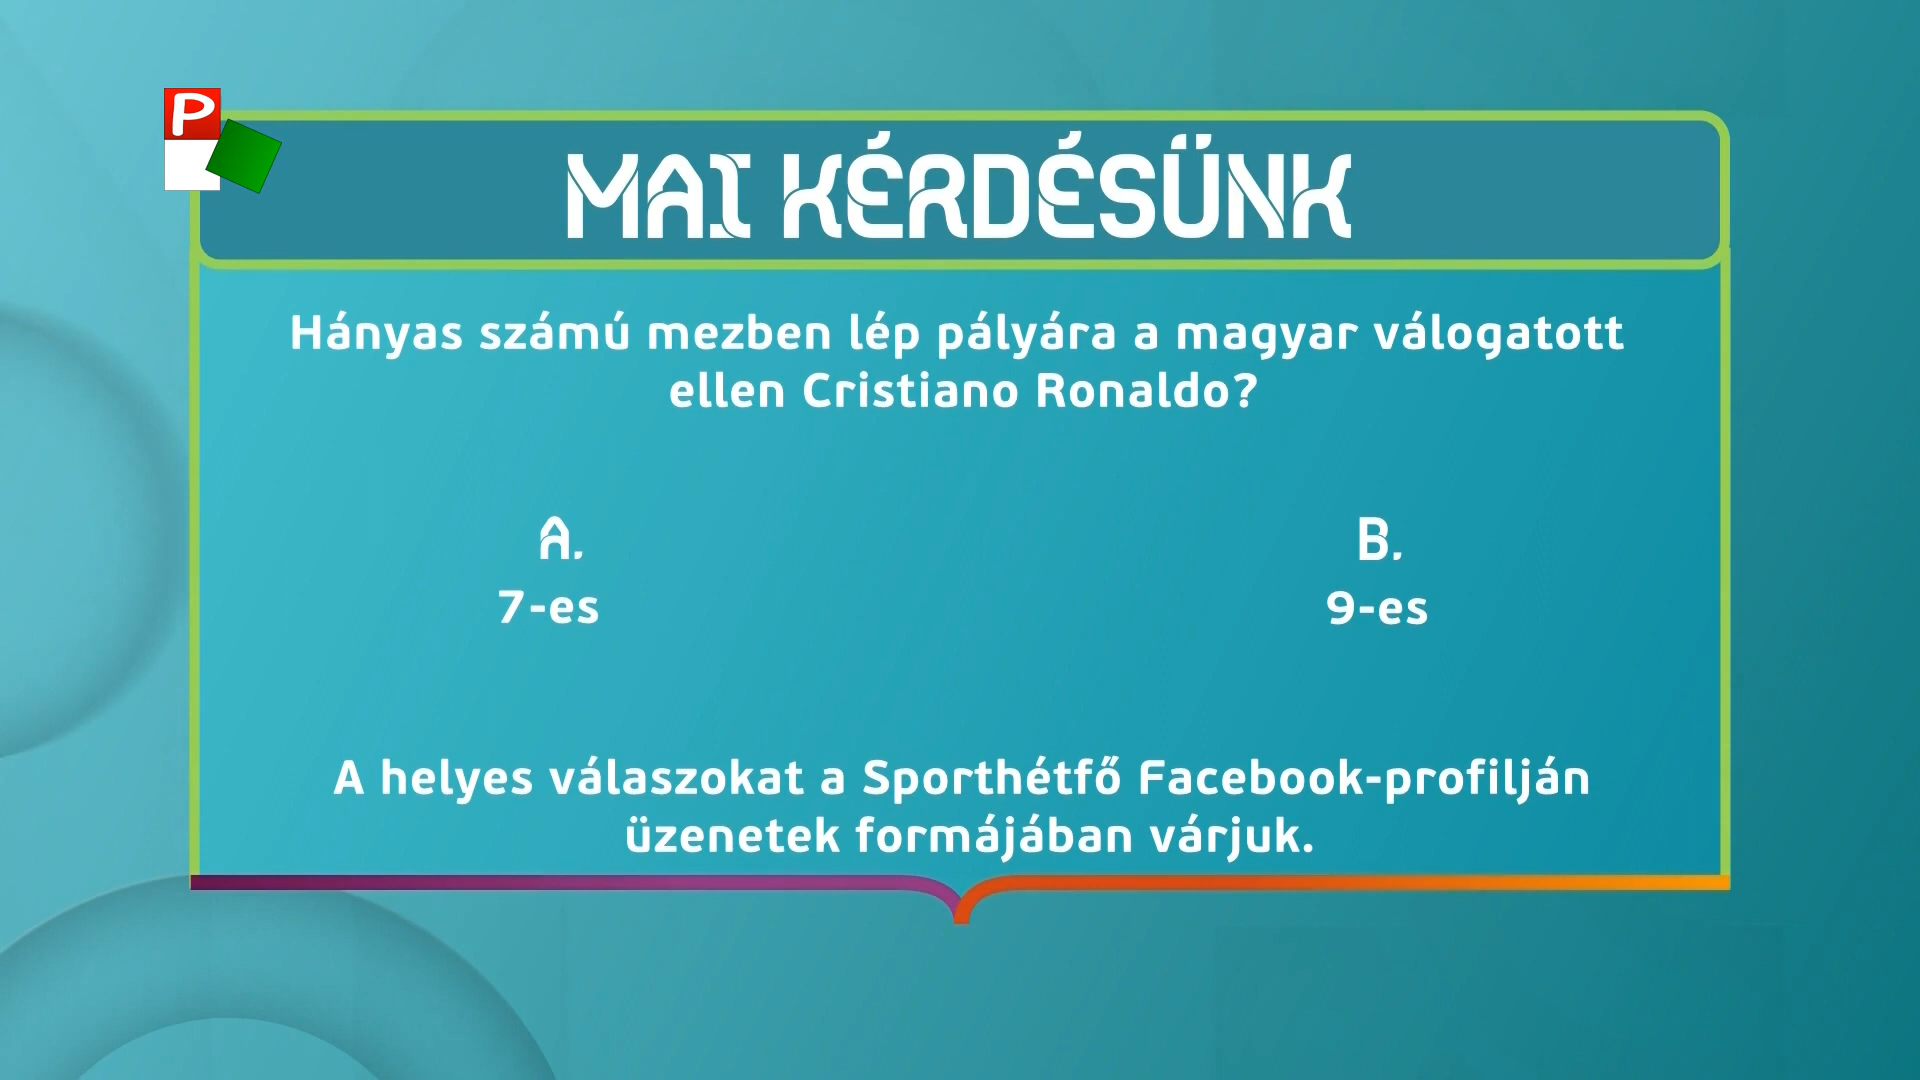 P
MAI KÉRDÉSÜNK
Hányas számú mezben lép pályára a magyar válogatott
ellen Cristiano Ronaldo?
A.
7-es
B.
9-es
A helyes válaszokat a Sporthétfő Facebook-profilján
üzenetek formájában várjuk.